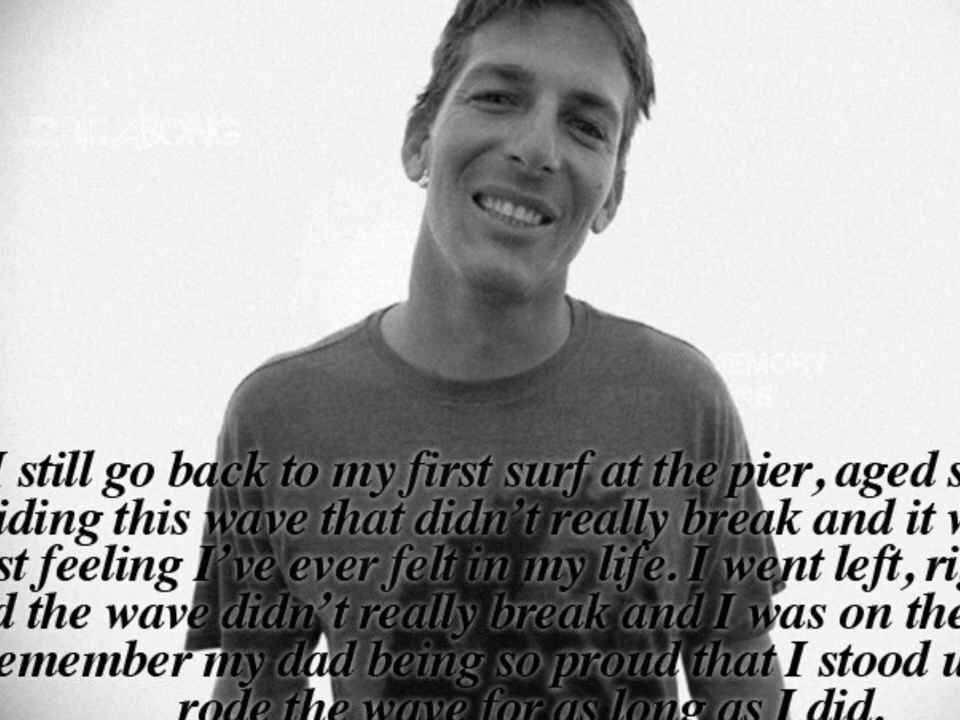 BILLABONG
I still go back to my first surf at the pier, aged s
iding this wave that didn't really break and it w
st feeling I've ever felt in my life. I went left, rig
d the wave didn't really break and I was on the
emember my dad being so proud that I stood u
rode the wave for as long as I did.